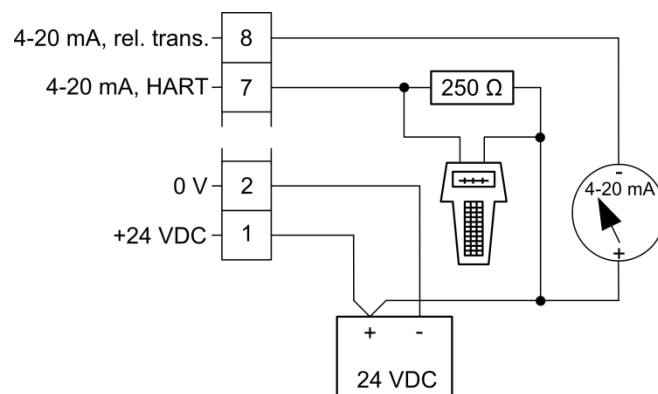 4-20 mA, rel. trans. 8
4-20 mA, HART 7
250 Ω
0 V 2
+24 VDC 1
-
4-20 mA
+
+ -
24 VDC